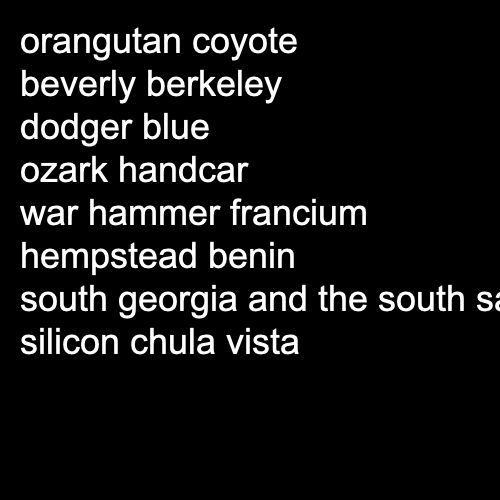 orangutan coyote
beverly berkeley
dodger blue
ozark handcar
war hammer francium
hempstead benin
south georgia and the south
silicon chula vista